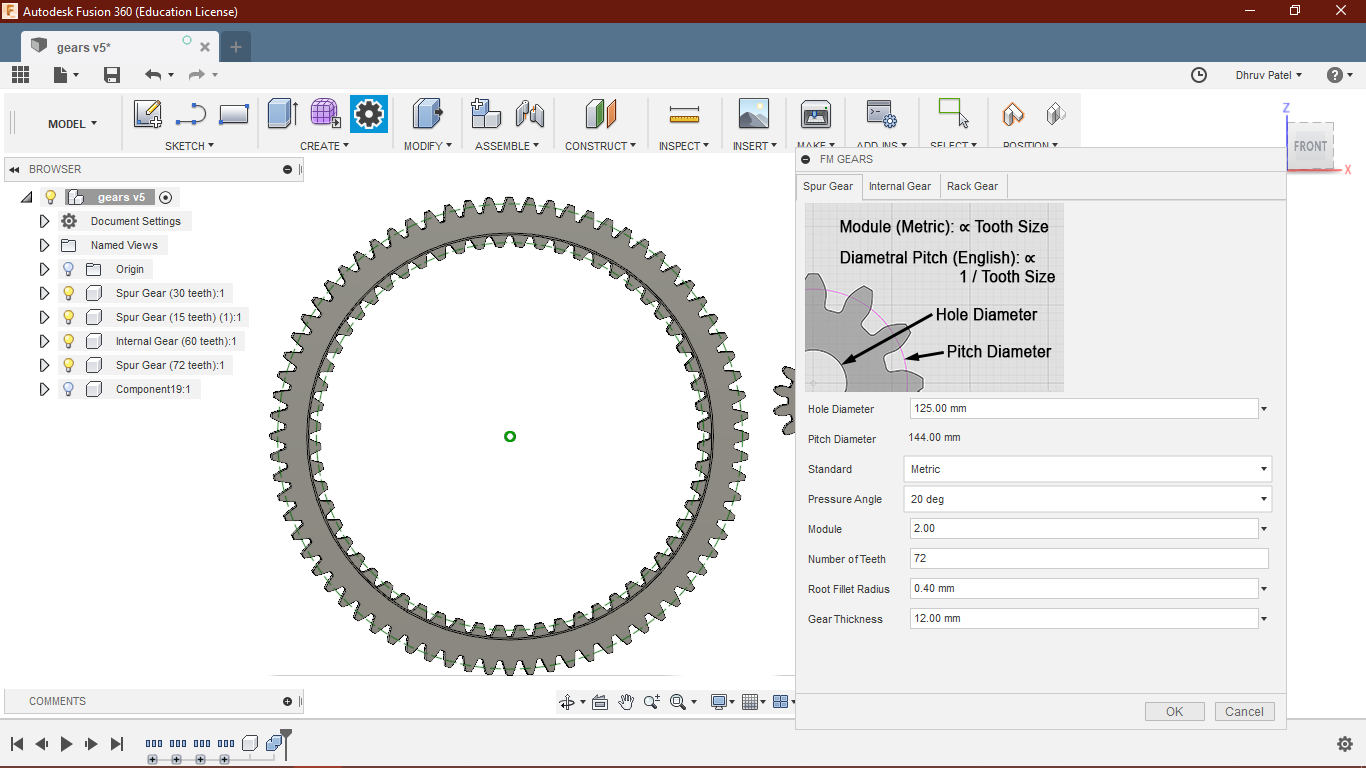 Autodesk Fusion 360 (Education License)
gears v5*
Dhruv Patel
MODEL
SKETCH
CREATE
MODIFY
ASSEMBLE
CONSTRUCT
INSPECT
INSERT
MAKE
ADD-INS
SELECT
POSITION
Z
FRONT
X
BROWSER
gears v5
Document Settings
Named Views
Origin
Spur Gear (30 teeth):1
Spur Gear (15 teeth) (1):1
Internal Gear (60 teeth):1
Spur Gear (72 teeth):1
Component19:1
FM GEARS
Spur Gear
Internal Gear
Rack Gear
Module (Metric): ∝ Tooth Size
Diametral Pitch (English): ∝
1 / Tooth Size
Hole Diameter
Pitch Diameter
Hole Diameter 125.00 mm
Pitch Diameter 144.00 mm
Standard Metric
Pressure Angle 20 deg
Module 2.00
Number of Teeth 72
Root Fillet Radius 0.40 mm
Gear Thickness 12.00 mm
OK
Cancel
COMMENTS